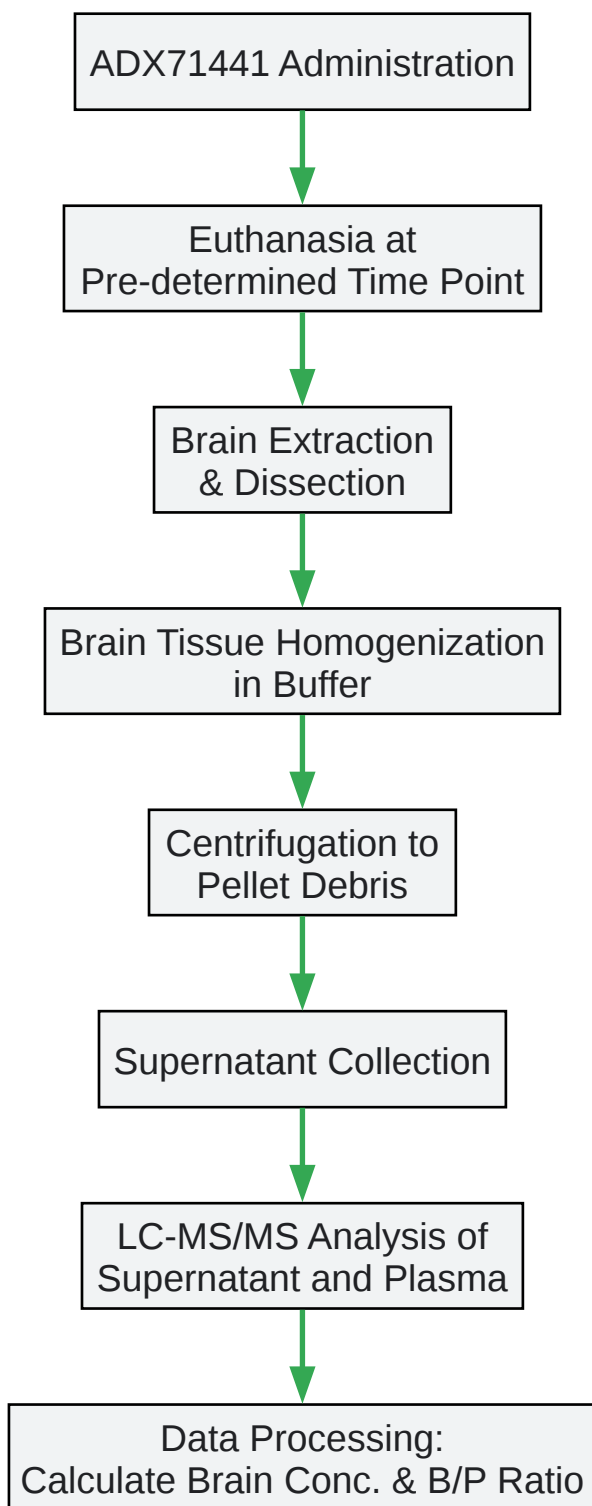 ADX71441 Administration
Euthanasia at
Pre-determined Time Point
Brain Extraction
& Dissection
Brain Tissue Homogenization
in Buffer
Centrifugation to
Pellet Debris
Supernatant Collection
LC-MS/MS Analysis of
Supernatant and Plasma
Data Processing:
Calculate Brain Conc. & B/P Ratio